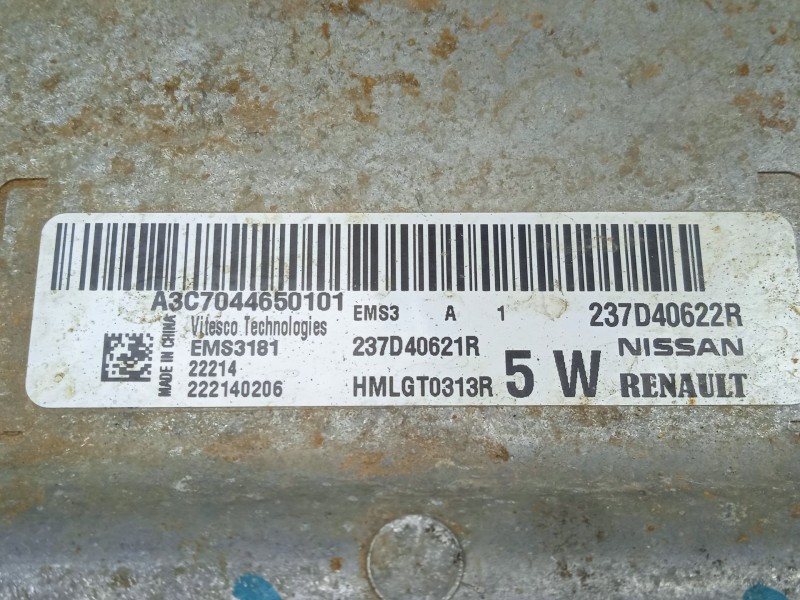 A3C7044650101 EMS3 A 1 237D40622R
MADE IN CHINA
Vitesco Technologies
EMS3181 237D40621R 5 W NISSAN
22214
222140206 HMLGT0313R RENAULT